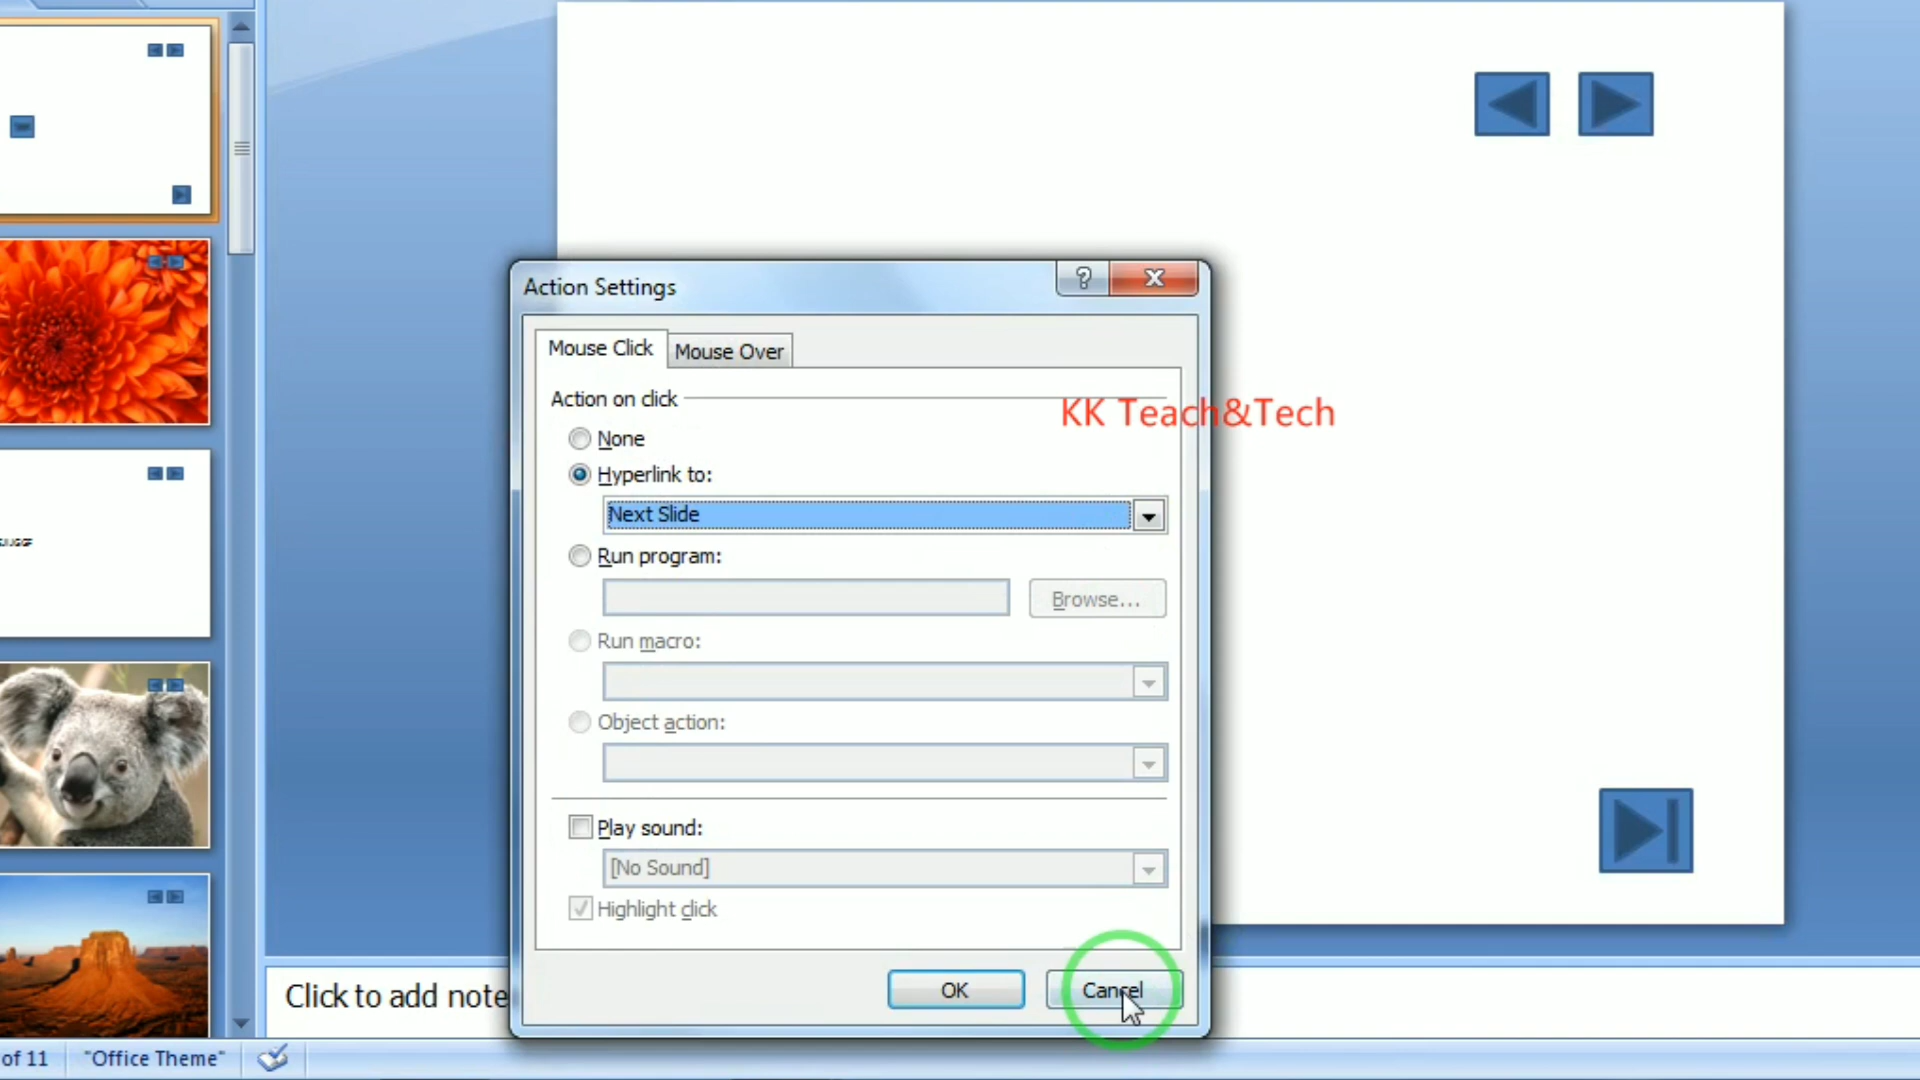 Action Settings
?
X
Mouse Click
Mouse Over
Action on click
KK Teach&Tech
None
Hyperlink to:
Next Slide
Run program:
Browse...
Run macro:
Object action:
Play sound:
[No Sound]
Highlight click
OK
Cancel
Click to add note
of 11
"Office Theme"